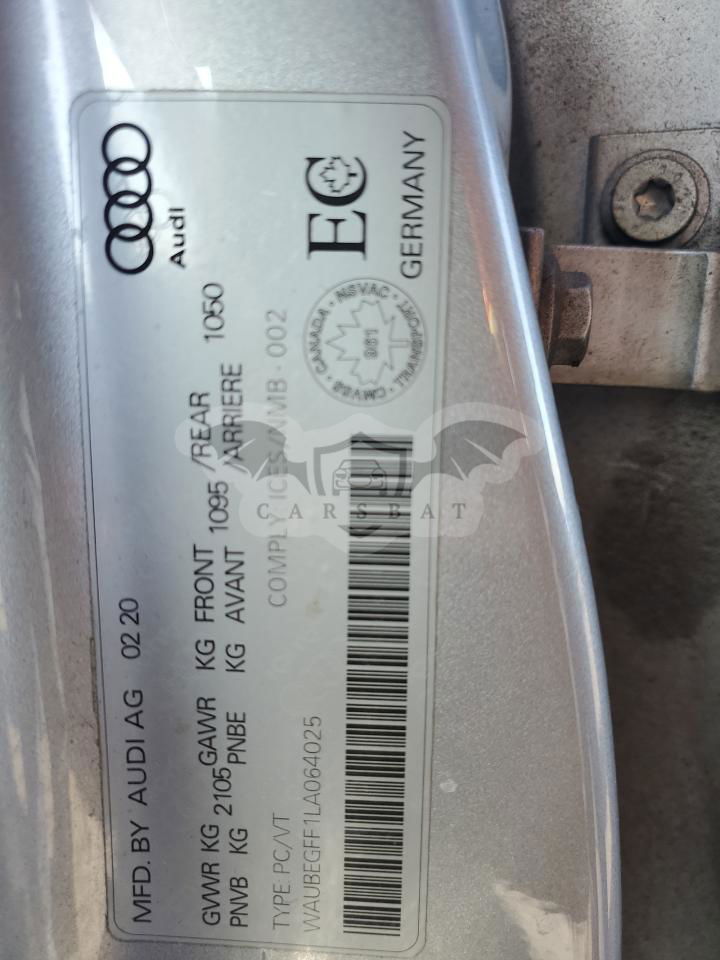 Audi
MFD. BY AUDI AG 02 20
GVWR KG 2105 GAWR KG FRONT 1095 /REAR 1050
PNVB KG PNBE KG AVANT /ARRIERE
COMPLY ICES/NMB-002
TYPE: PC/VT
WAUBEGFF1LA064025
EC
GERMANY
CANADA · NSVAC · TRANSPORT · CMVSS ·
961
CARSBAT